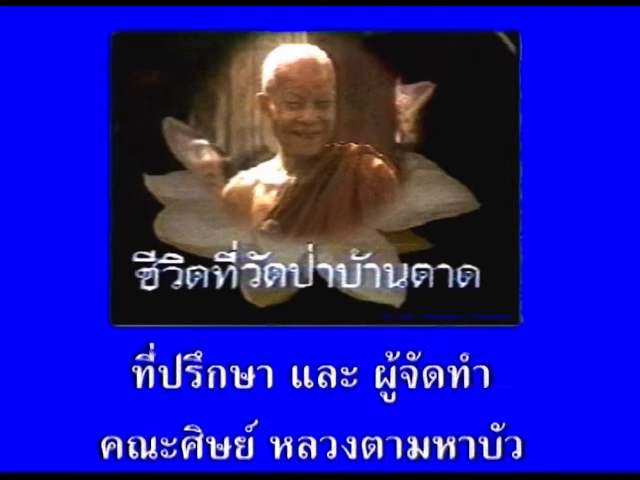 ชีวิตที่วัดป่าบ้านตาด
ที่ปรึกษา และ ผู้จัดทำ
คณะศิษย์ หลวงตามหาบัว